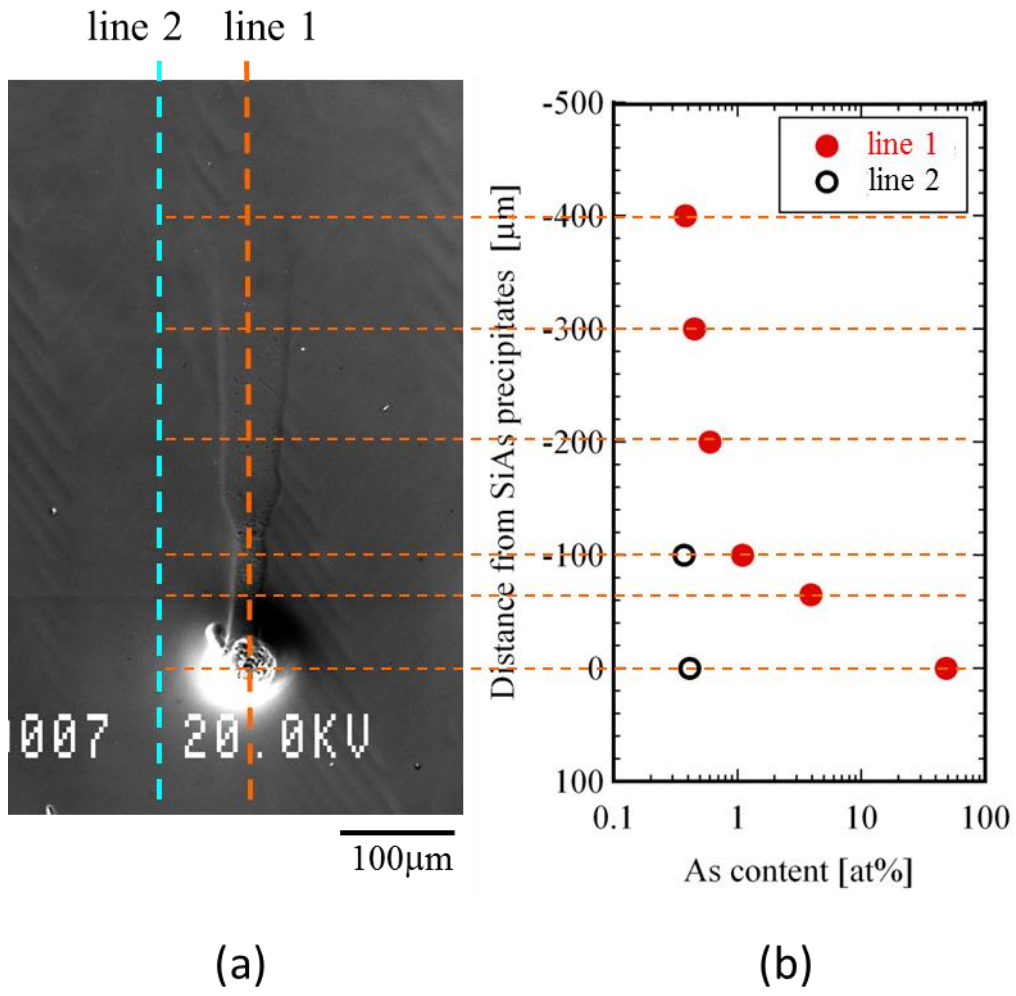 line 2 line 1
0007 20.0KV
100μm
(a)
Distance from SiAs precipitates [μm]
-500
-400
-300
-200
-100
0
100
0.1 1 10 100
As content [at%]
line 1
line 2
(b)